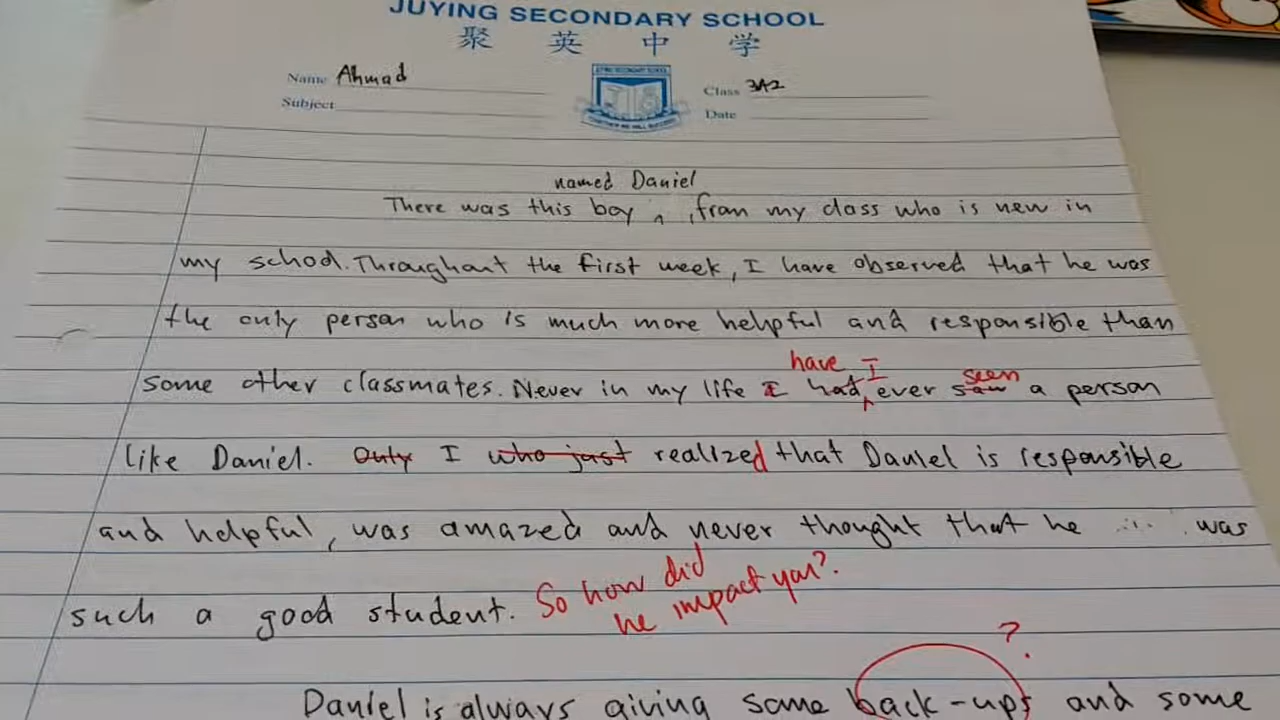 JUYING SECONDARY SCHOOL
聚英中学
Name Ahmad
Class 3A2
Subject
Date
named Daniel
There was this boy ^, from my class who is new in
my school. Throughout the first week, I have observed that he was
the only person who is much more helpful and responsible than
have I
some other classmates. Never in my life I had, ever saw a person
seen
like Daniel. Only I who just realized that Daniel is responsible
and helpful, was amazed and never thought that he was
such a good student. So how did
he impact you?
?
Daniel is always giving some back-ups and some